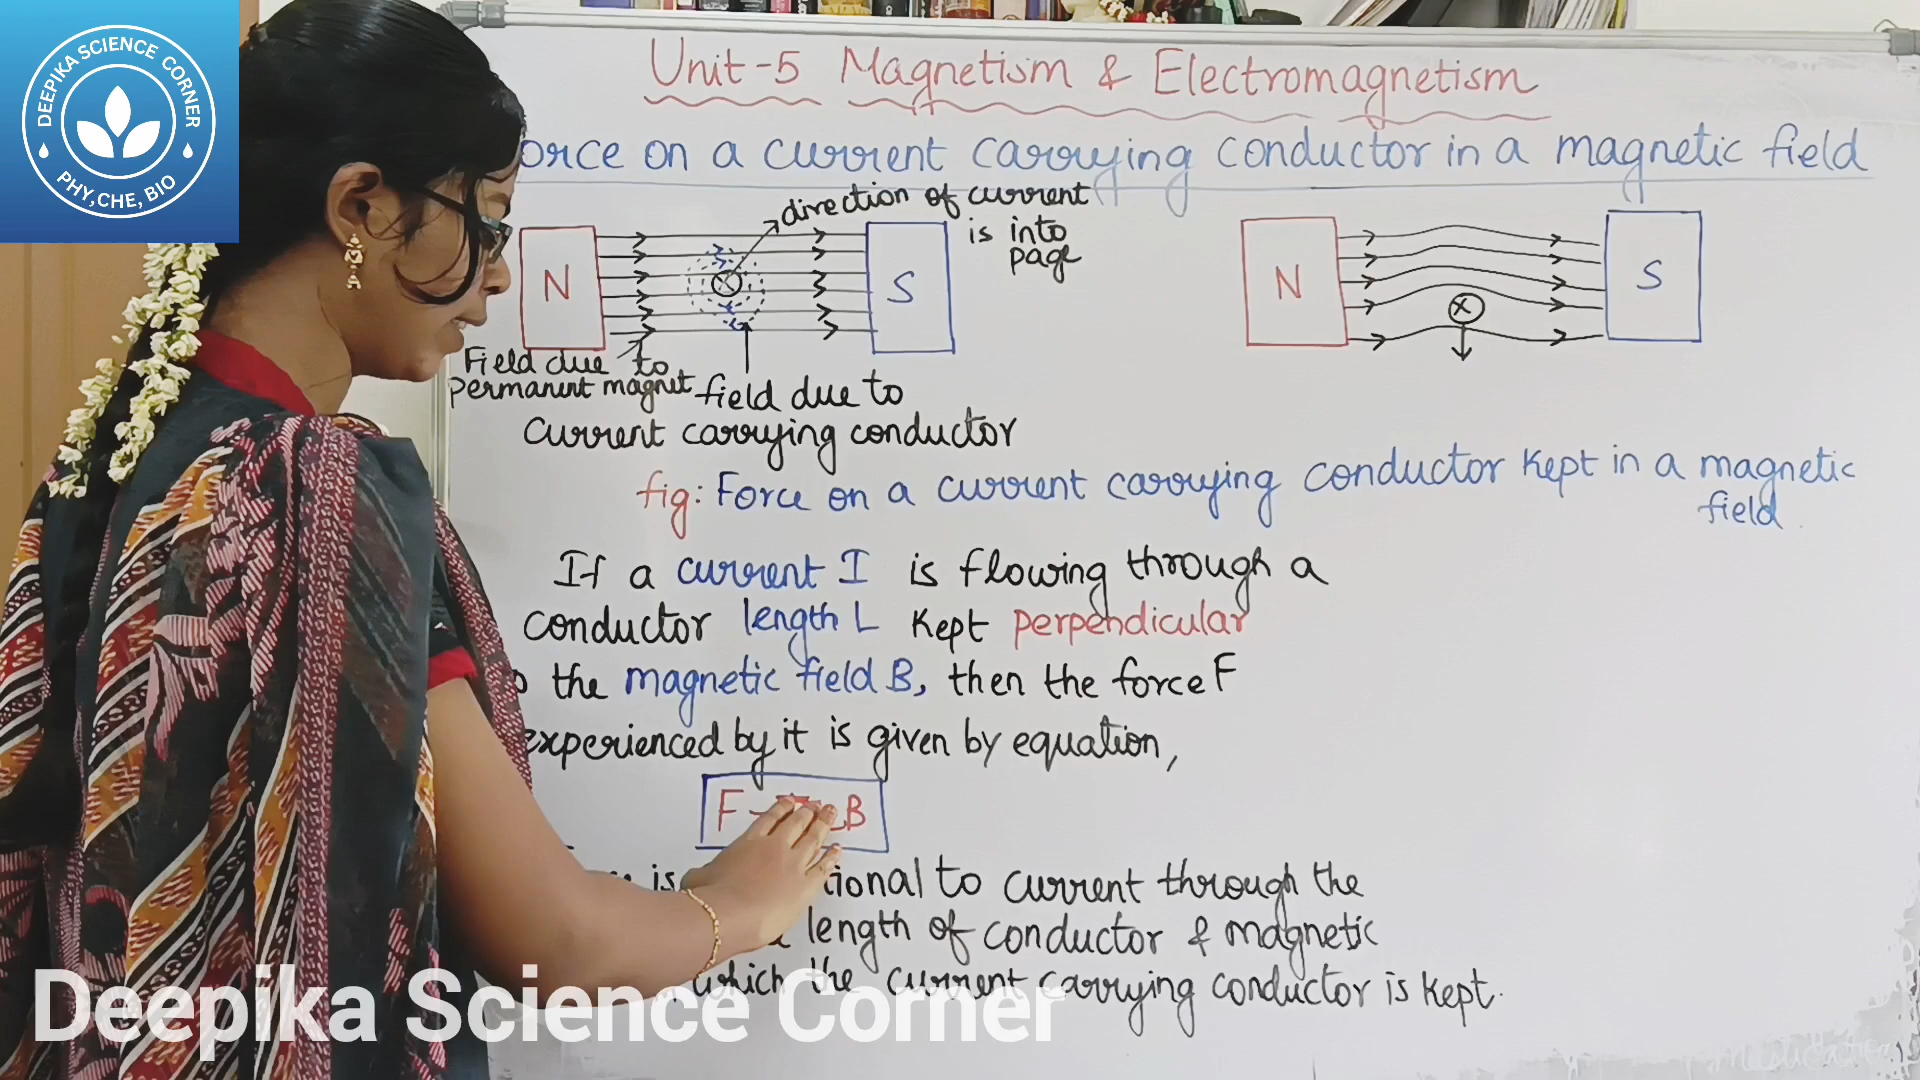 DEEPIKA SCIENCE CORNER
PHY,CHE, BIO
Unit-5 Magnetism & Electromagnetism
orce on a current carrying conductor in a magnetic field
direction of current
is into
page
N
S
N
S
Field due to
permanent magnet
field due to
Current carrying conductor
fig: Force on a current carrying conductor kept in a magnetic
field
If a current I is flowing through a
conductor length L kept perpendicular
the magnetic field B, then the force F
experienced by it is given by equation,
F B
is tional to current through the
length of conductor & magnetic
which the current carrying conductor is kept.
Deepika Science Corner